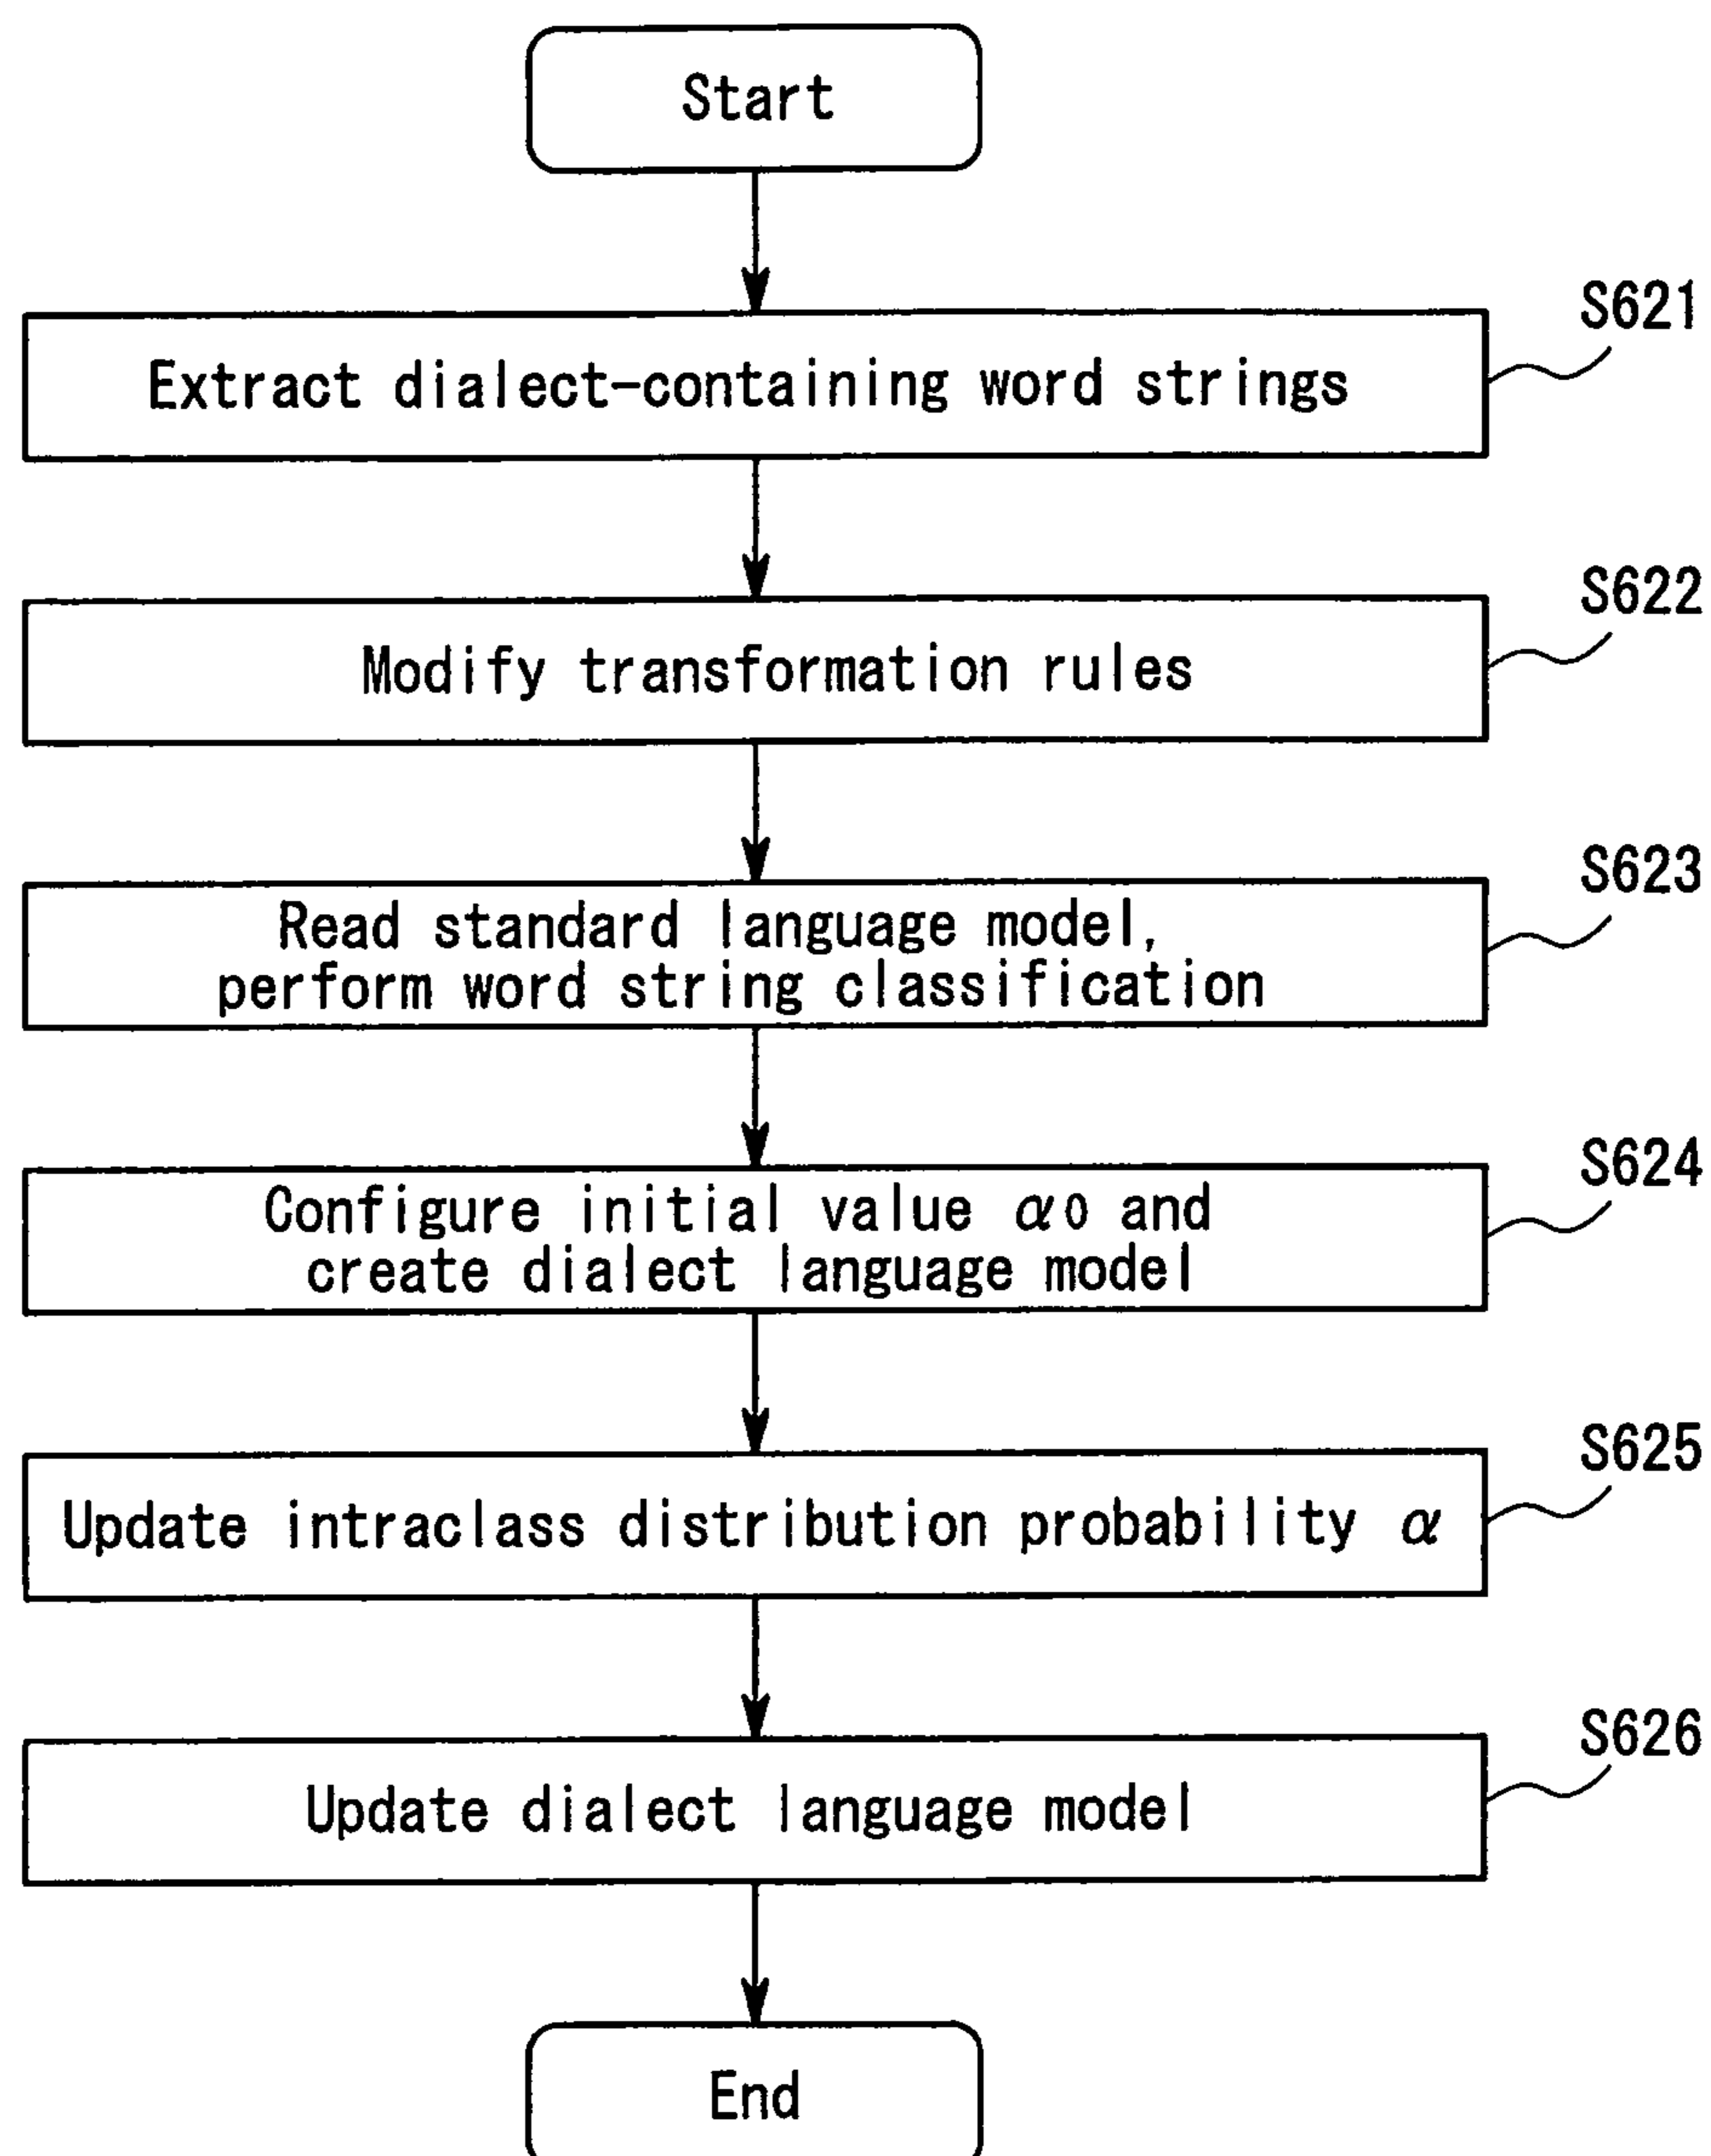 Start
S621
Extract dialect-containing word strings
S622
Modify transformation rules
S623
Read standard language model,
perform word string classification
S624
Configure initial value α0 and
create dialect language model
S625
Update intraclass distribution probability α
S626
Update dialect language model
End